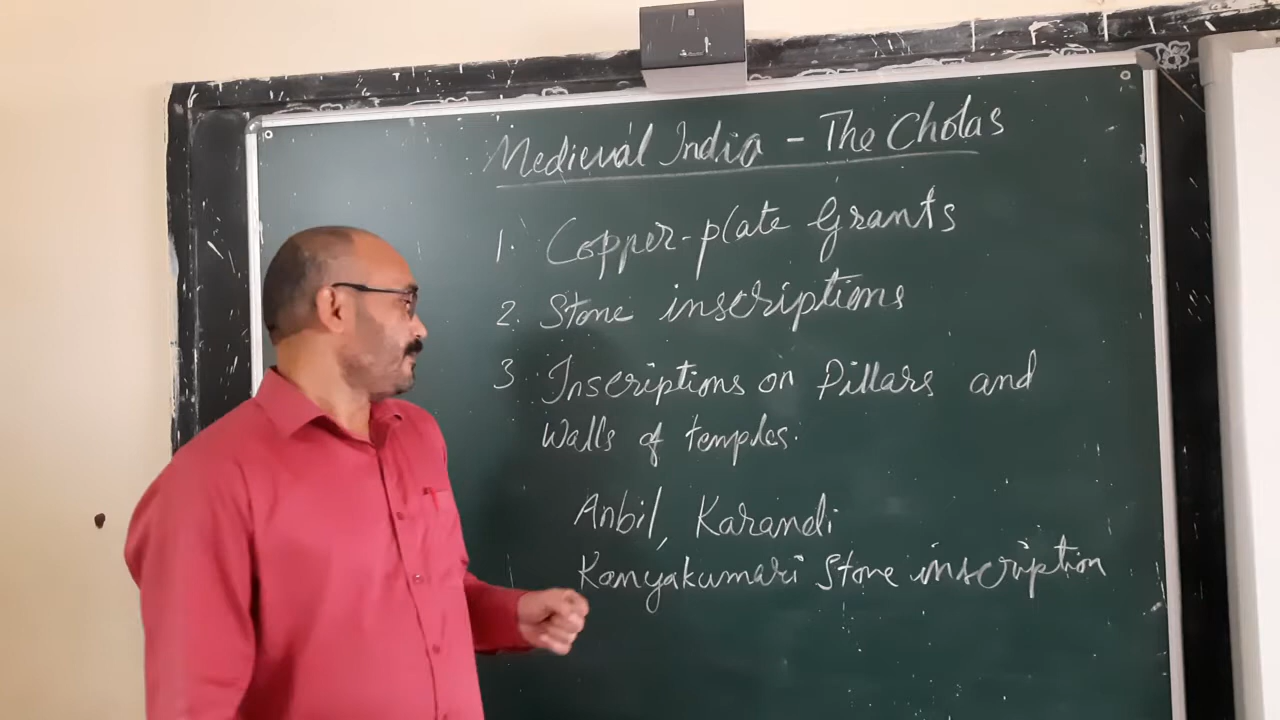 Medieval India - The Cholas
1. Copper-plate Grants
2. Stone inscriptions
3. Inscriptions on Pillars and
Walls of temples.
Anbil, Karandi
Kanyakumari Stone inscription